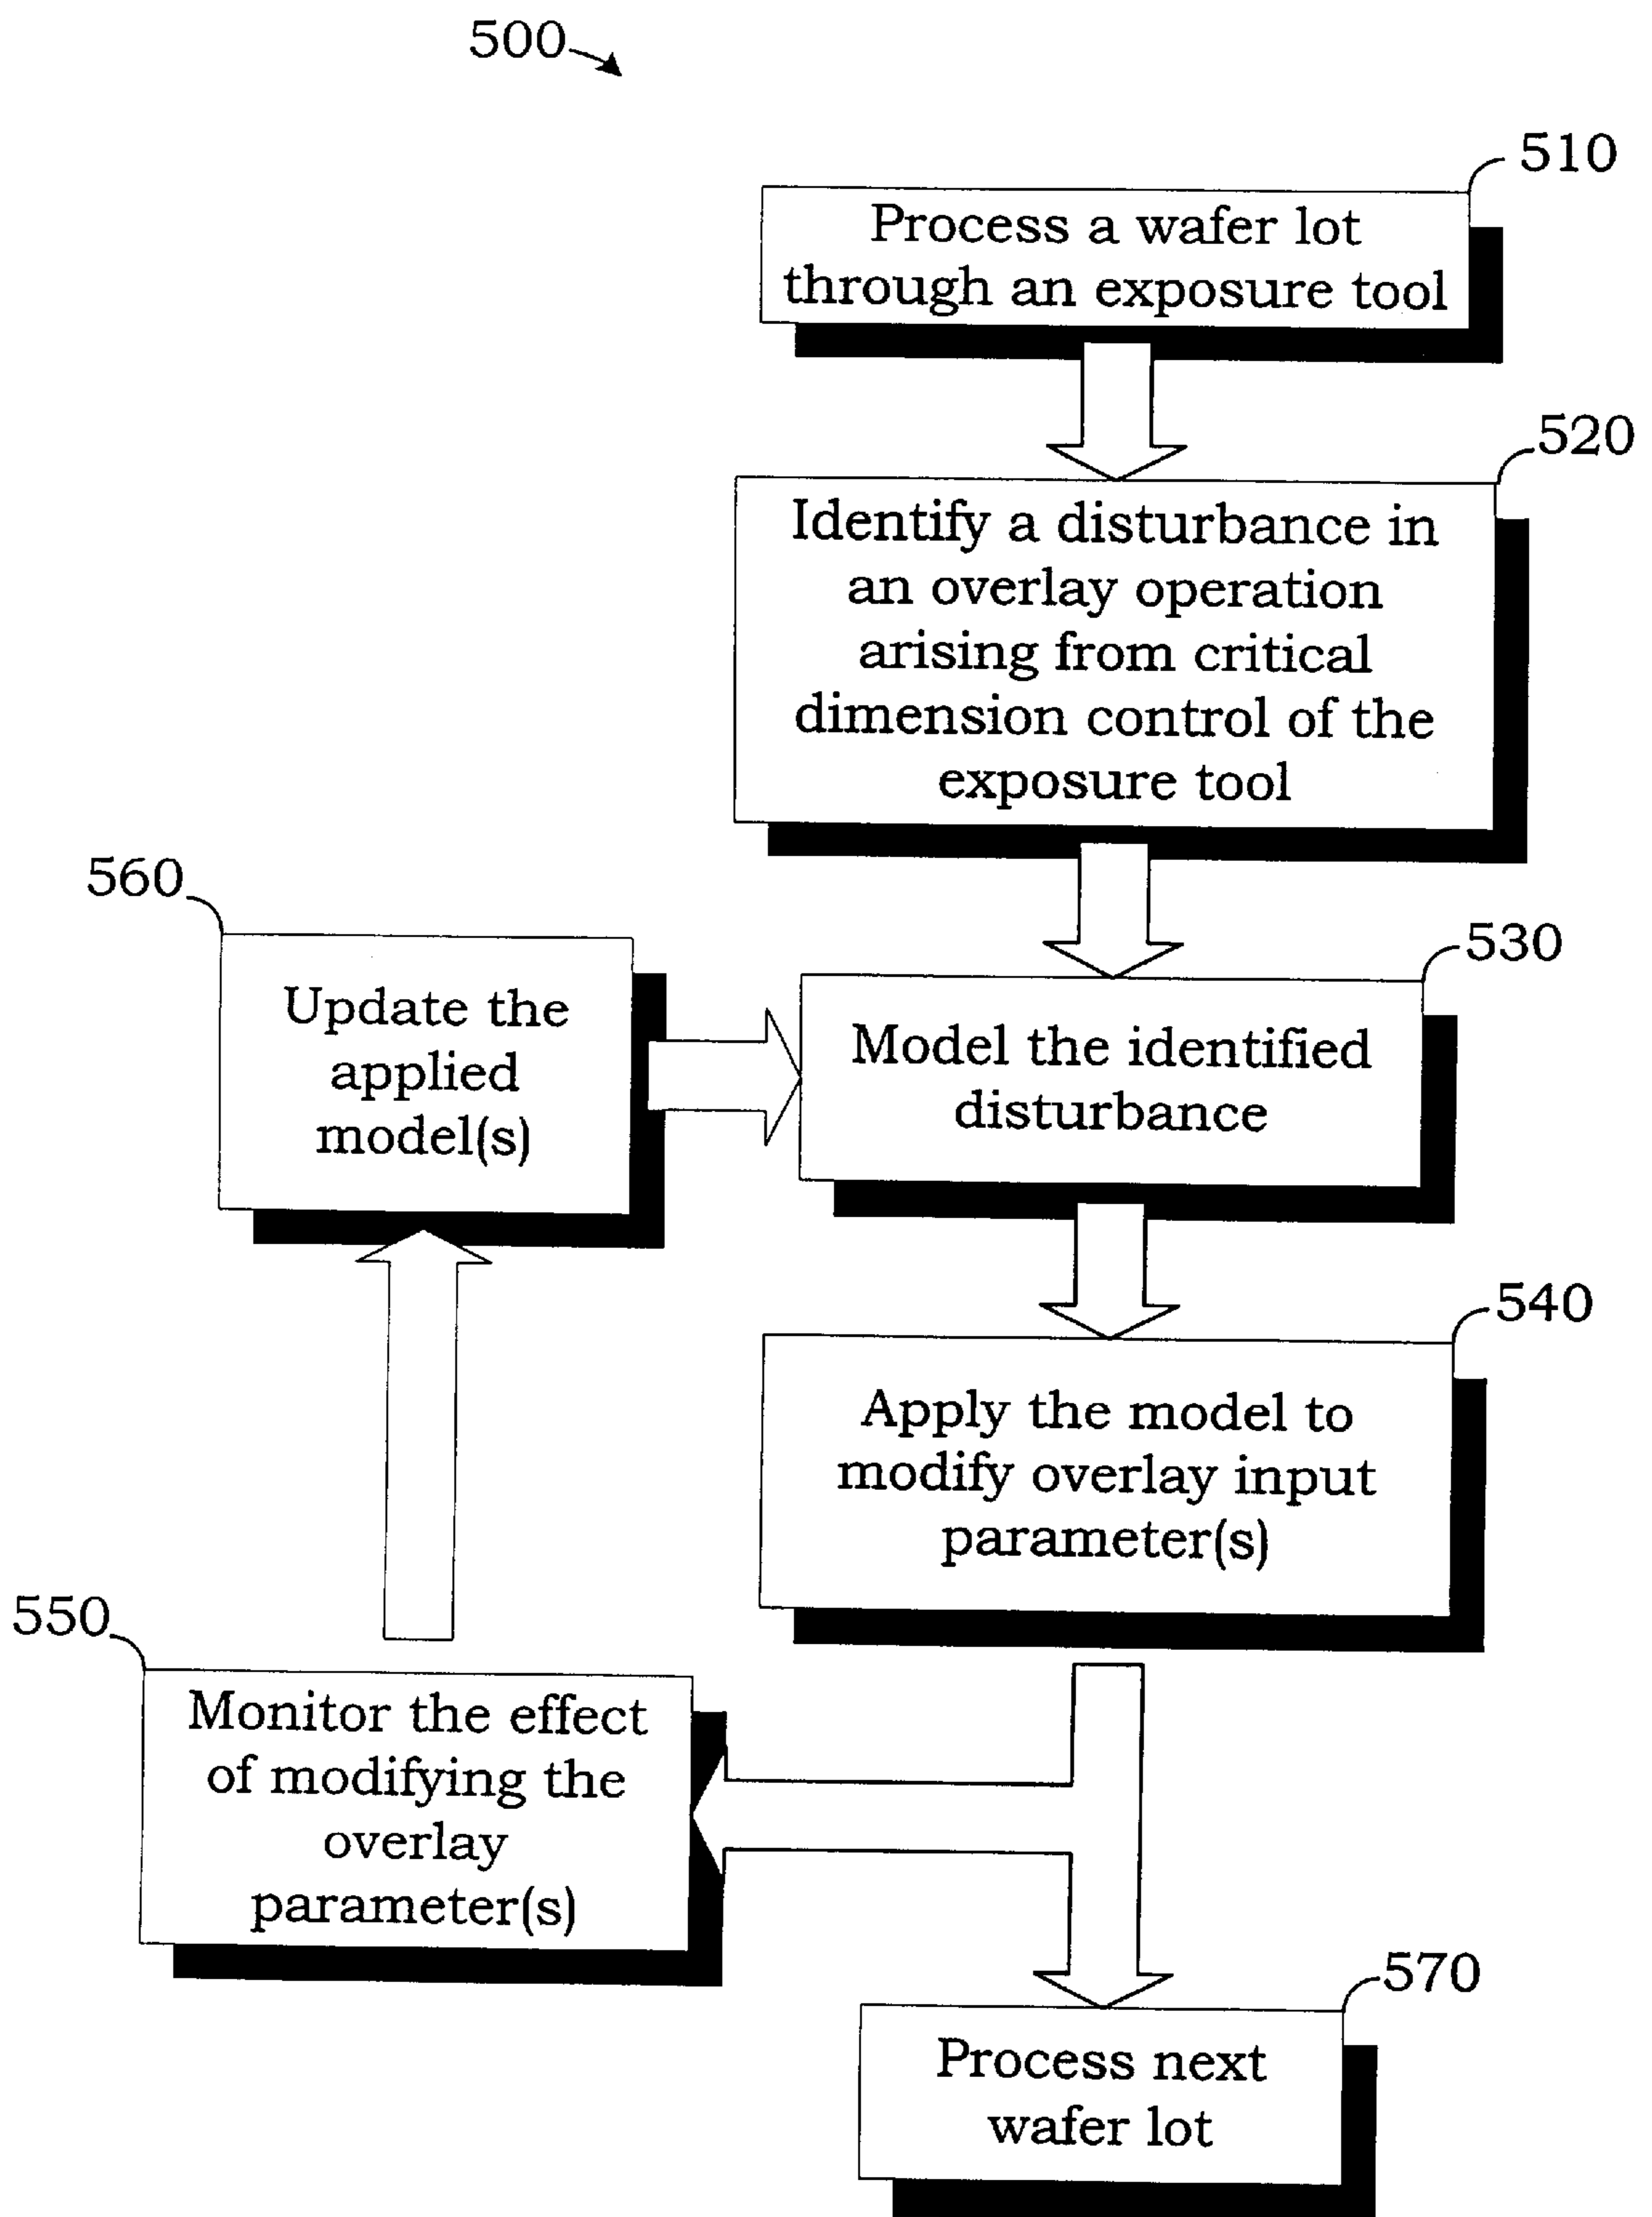 500
510
Process a wafer lot
through an exposure tool
520
Identify a disturbance in
an overlay operation
arising from critical
dimension control of the
exposure tool
560
Update the
applied
model(s)
530
Model the identified
disturbance
540
Apply the model to
modify overlay input
parameter(s)
550
Monitor the effect
of modifying the
overlay
parameter(s)
570
Process next
wafer lot